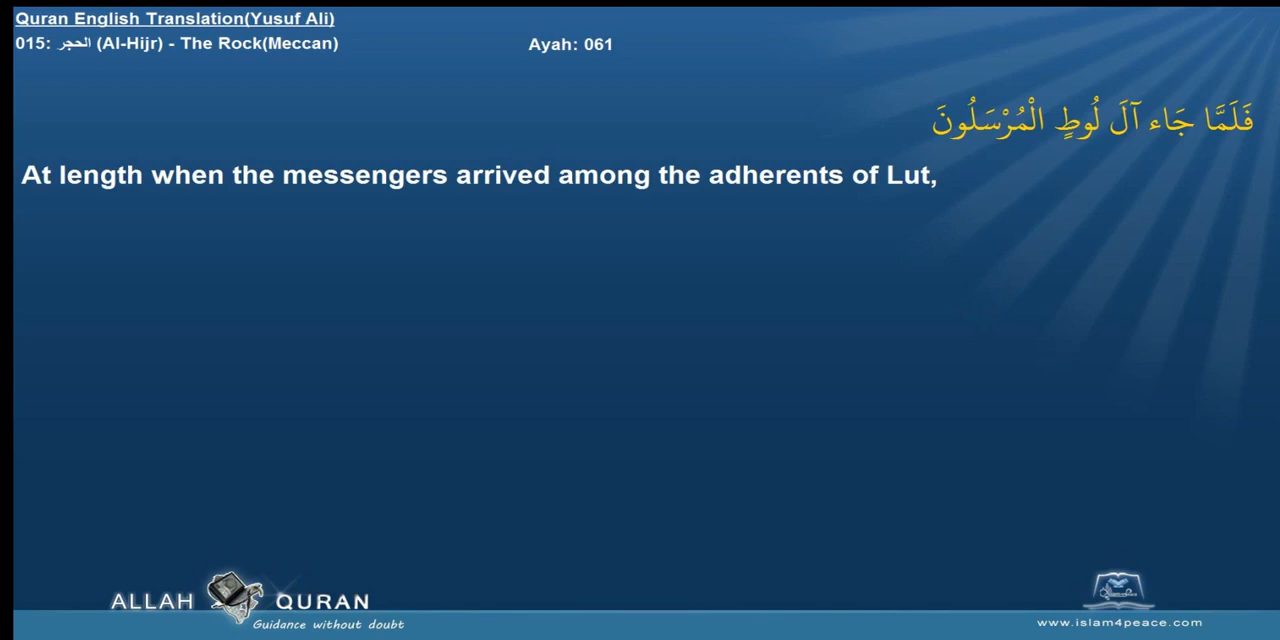 Quran English Translation(Yusuf Ali)
015: الحجر (Al-Hijr) - The Rock(Meccan) Ayah: 061
فَلَمَّا جَاء آلَ لُوطٍ الْمُرْسَلُونَ
At length when the messengers arrived among the adherents of Lut,
ALLAH QURAN
Guidance without doubt
www.islam4peace.com